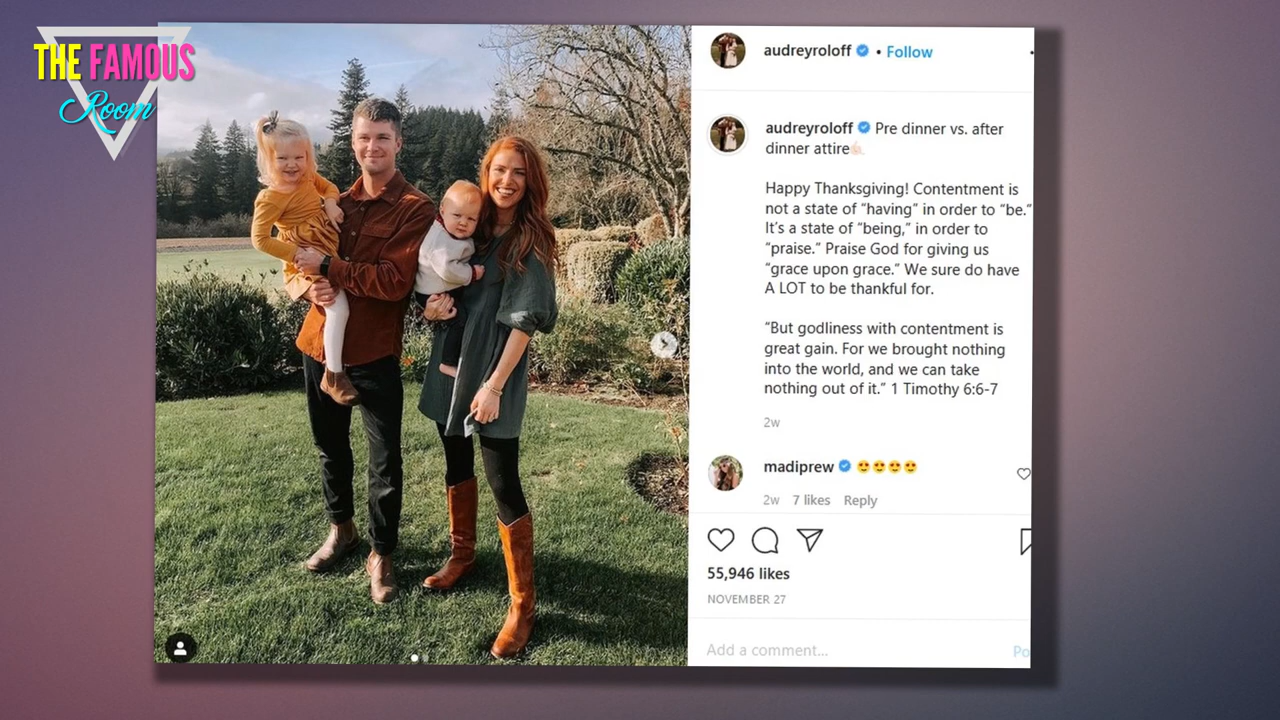 THE FAMOUS
Room
audreyroloff • Follow
audreyroloff Pre dinner vs. after
dinner attire
Happy Thanksgiving! Contentment is
not a state of “having” in order to “be.”
It’s a state of “being,” in order to
“praise.” Praise God for giving us
“grace upon grace.” We sure do have
A LOT to be thankful for.
“But godliness with contentment is
great gain. For we brought nothing
into the world, and we can take
nothing out of it.” 1 Timothy 6:6-7
2w
madiprew 😍😍😍😍
2w 7 likes Reply
55,946 likes
NOVEMBER 27
Add a comment...
Po